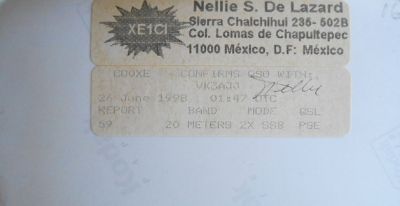 Nellie S. De Lazard
XE1CI
Sierra Chalchihui 236- 502B
Col. Lomas de Chapultepec
11000 México, D.F: México
COOXE CONFIRMS QSO WITH:
VK3AJJ
26 June 1998 01:47 UTC
REPORT BAND MODE QSL
59 20 METERS 2X SSB PSE